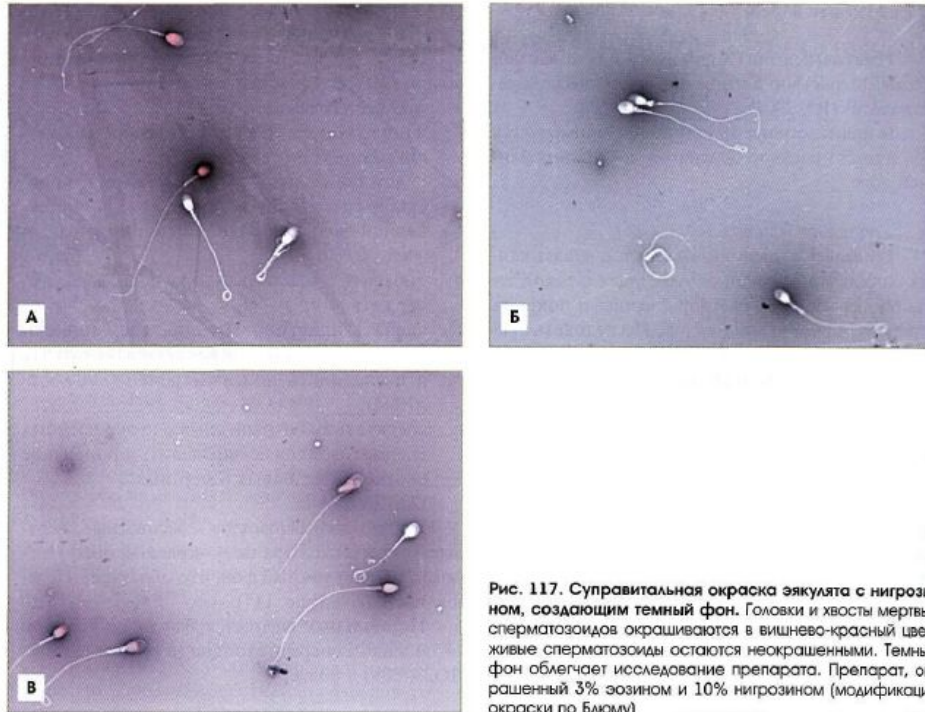 А
Б
В
Рис. 117. Суправитальная окраска эякулята с нигрози-
ном, создающим темный фон. Головки и хвосты мертвы
сперматозоидов окрашиваются в вишнево-красный цве
живые сперматозоиды остаются неокрашенными. Темны
фон облегчает исследование препарата. Препарат, ок
рашенный 3% эозином и 10% нигрозином (модификаци
окраски по Блюму)